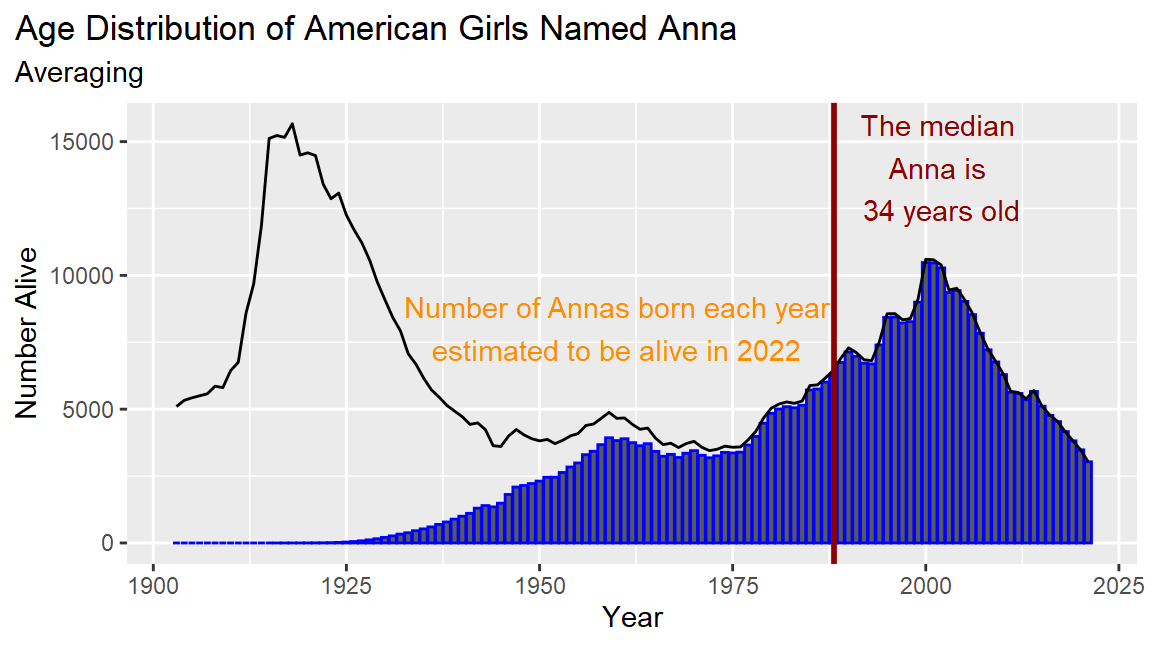 Age Distribution of American Girls Named Anna
Averaging
The median
Anna is
34 years old
Number of Annas born each year
estimated to be alive in 2022
Number Alive
15000
10000
5000
0
1900
1925
1950
1975
2000
2025
Year